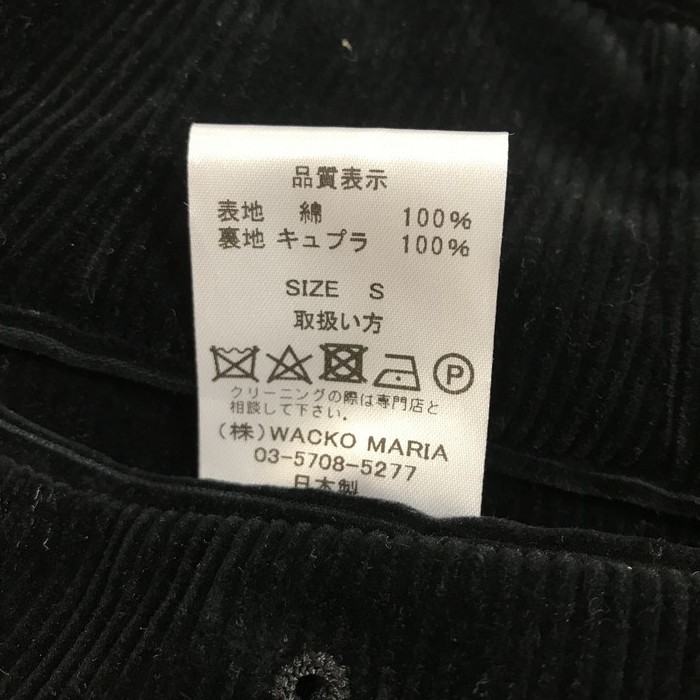 品質表示
表地 綿 100%
裏地 キュプラ 100%
SIZE S
取扱い方
P
クリーニングの際は専門店と
相談して下さい.
(株)WACKO MARIA
03-5708-5277
日本製